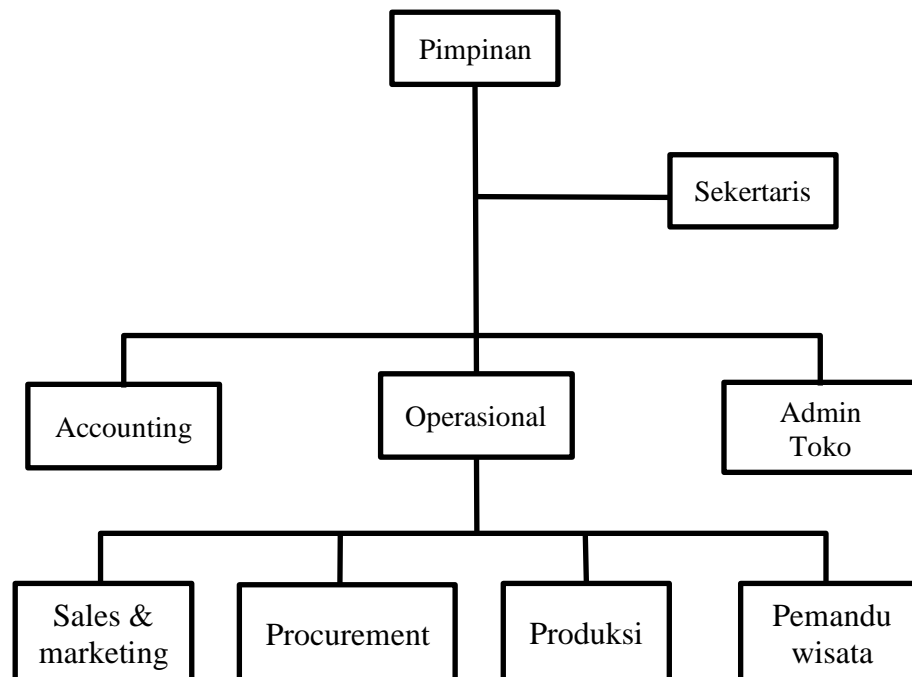 Pimpinan
Sekertaris
Accounting
Operasional
Admin
Toko
Sales &
marketing
Procurement
Produksi
Pemandu
wisata